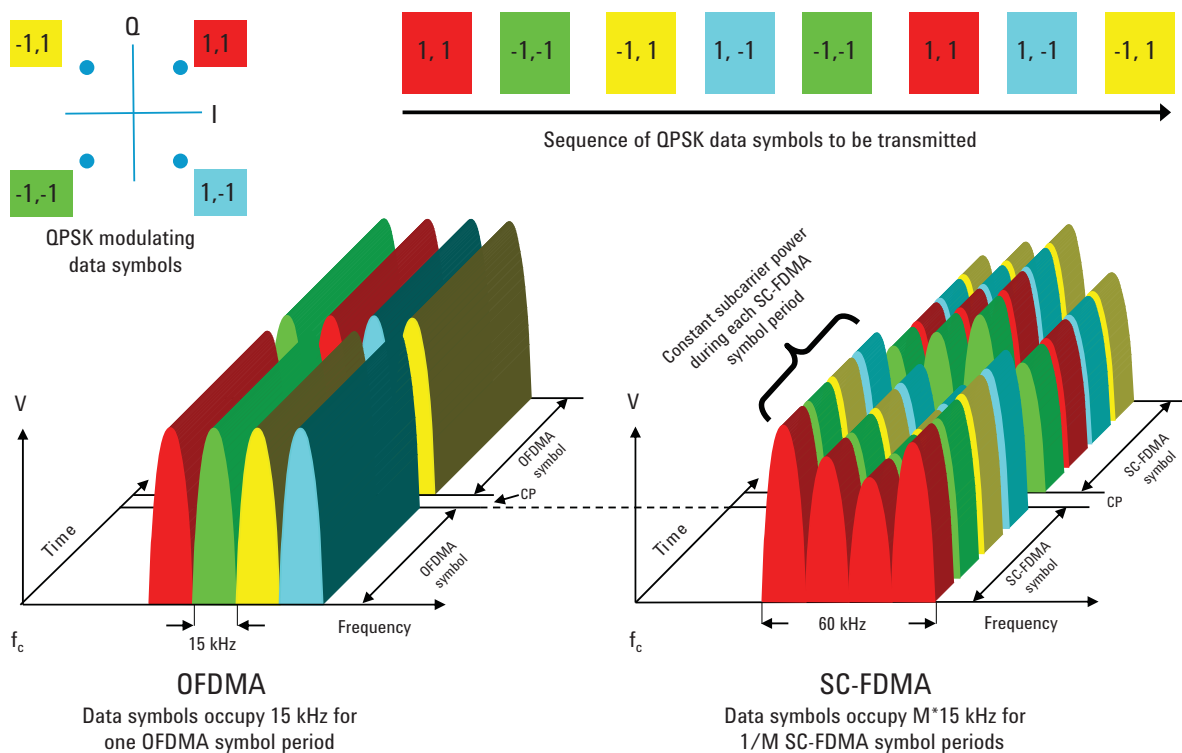 Q
-1,1
1,1
I
-1,-1
1,-1
QPSK modulating
data symbols
1, 1
-1,-1
-1, 1
1, -1
-1,-1
1, 1
1, -1
-1, 1
Sequence of QPSK data symbols to be transmitted
V
Time
OFDMA
symbol
CP
OFDMA
symbol
15 kHz
Frequency
fc
OFDMA
Data symbols occupy 15 kHz for
one OFDMA symbol period
Constant subcarrier power
during each SC-FDMA
symbol period
V
Time
SC-FDMA
symbol
CP
SC-FDMA
symbol
60 kHz
Frequency
fc
SC-FDMA
Data symbols occupy M*15 kHz for
1/M SC-FDMA symbol periods